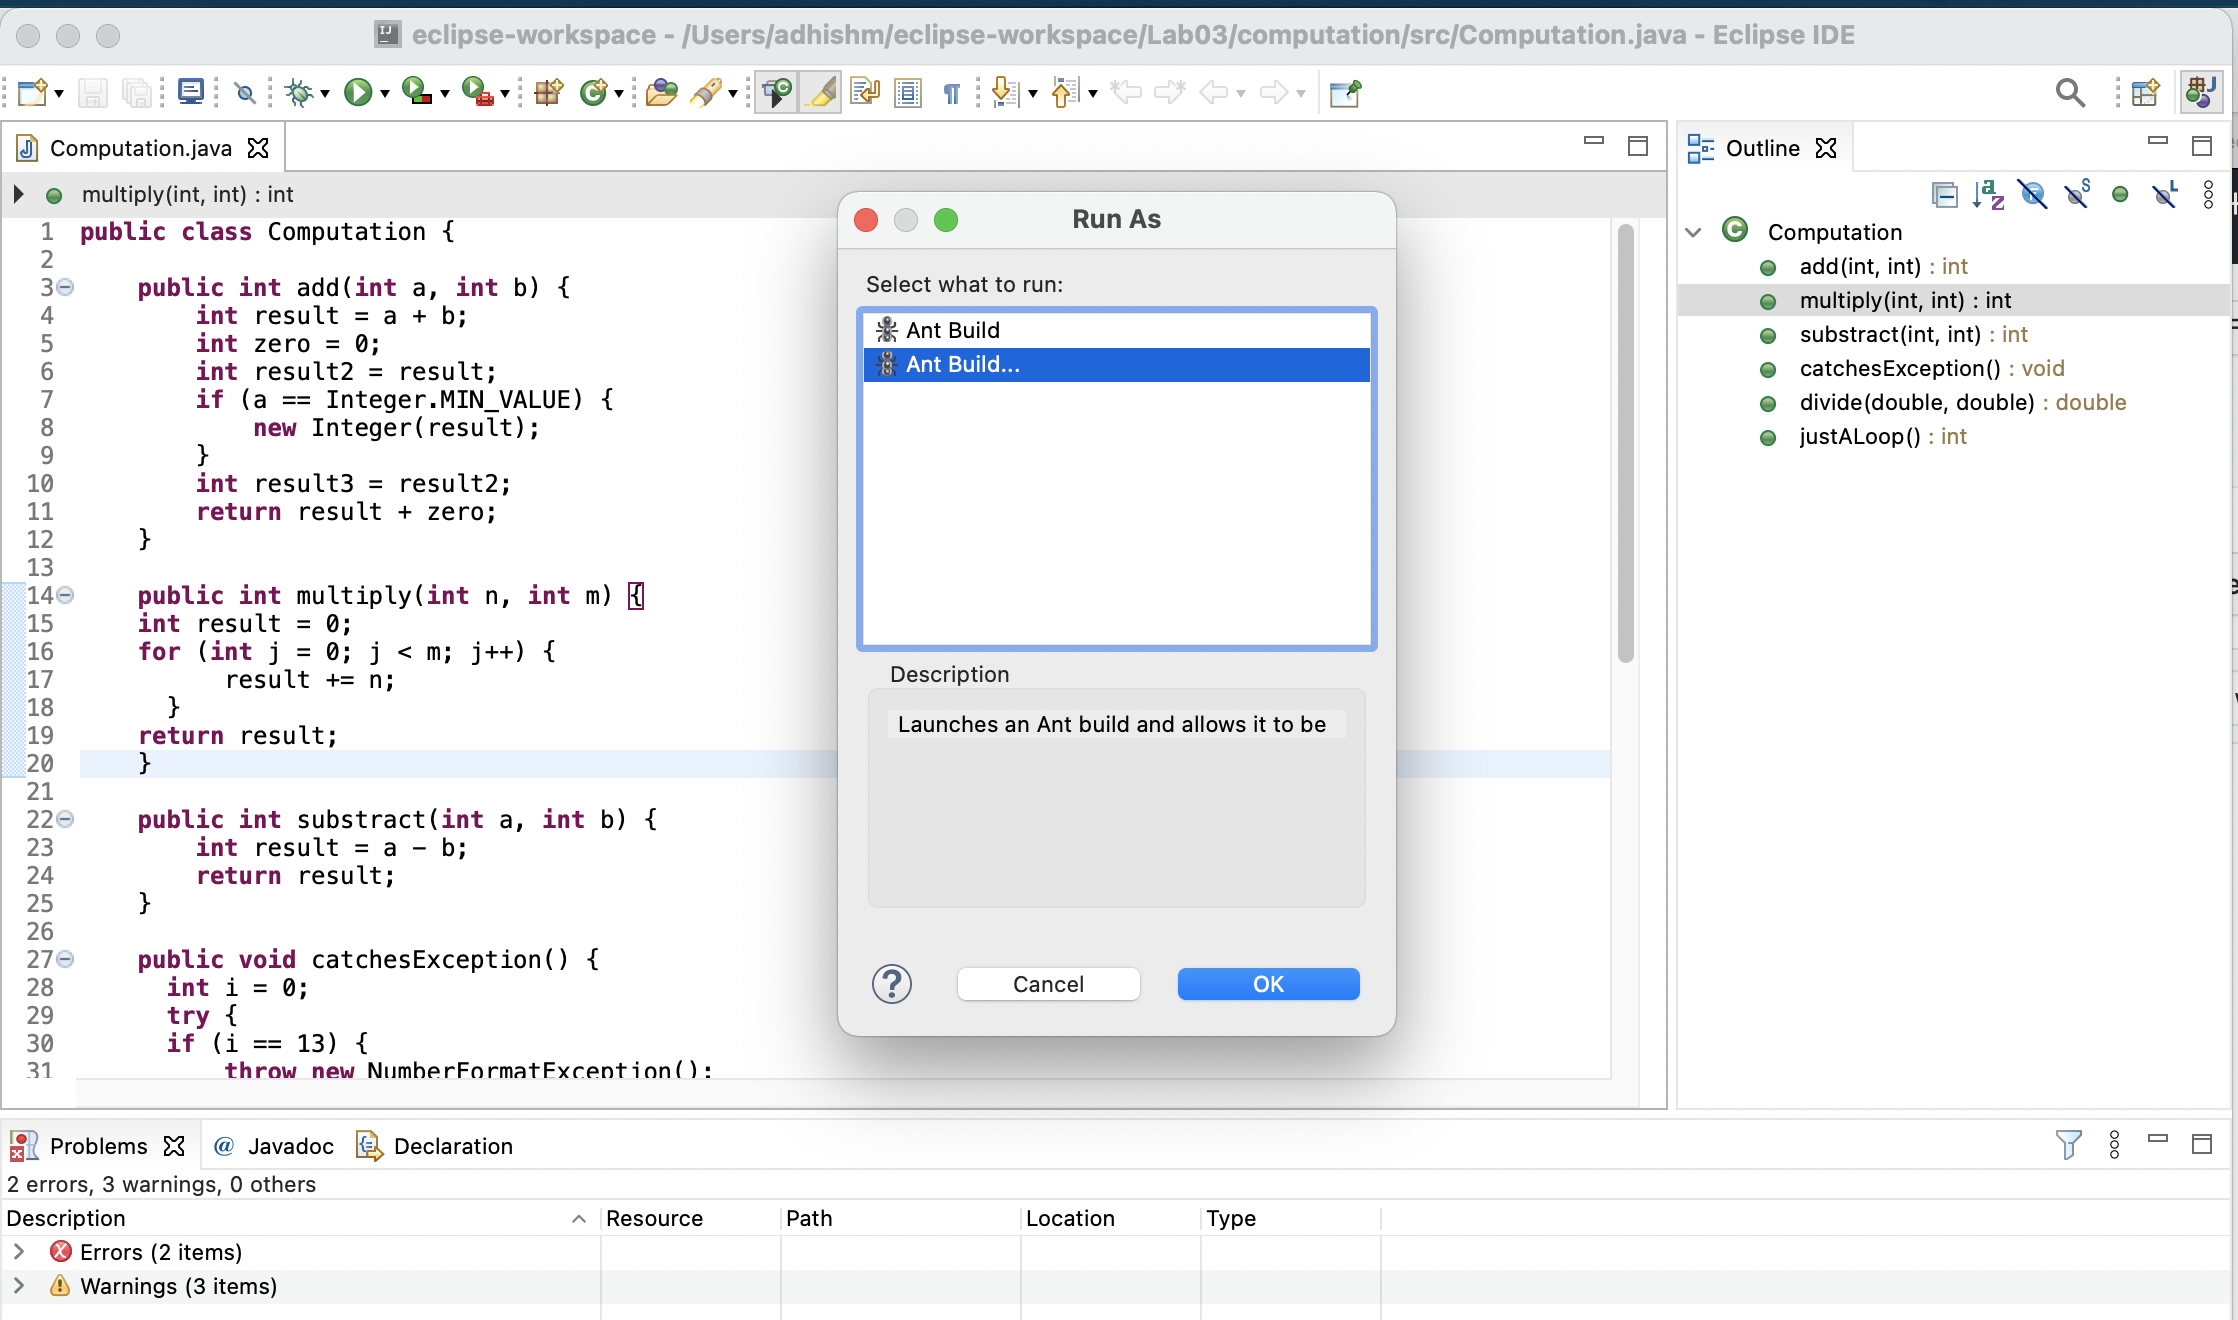 eclipse-workspace - /Users/adhishm/eclipse-workspace/Lab03/computation/src/Computation.java - Eclipse IDE
Computation.java
multiply(int, int) : int
1 public class Computation {
2
3 public int add(int a, int b) {
4 int result = a + b;
5 int zero = 0;
6 int result2 = result;
7 if (a == Integer.MIN_VALUE) {
8 new Integer(result);
9 }
10 int result3 = result2;
11 return result + zero;
12 }
13
14 public int multiply(int n, int m) {
15 int result = 0;
16 for (int j = 0; j < m; j++) {
17 result += n;
18 }
19 return result;
20 }
21
22 public int substract(int a, int b) {
23 int result = a - b;
24 return result;
25 }
26
27 public void catchesException() {
28 int i = 0;
29 try {
30 if (i == 13) {
31 throw new NumberFormatException();
Run As
Select what to run:
Ant Build
Ant Build...
Description
Launches an Ant build and allows it to be
Cancel
OK
Outline
Computation
add(int, int) : int
multiply(int, int) : int
substract(int, int) : int
catchesException() : void
divide(double, double) : double
justALoop() : int
Problems
@ Javadoc
Declaration
2 errors, 3 warnings, 0 others
Description Resource Path Location Type
Errors (2 items)
Warnings (3 items)